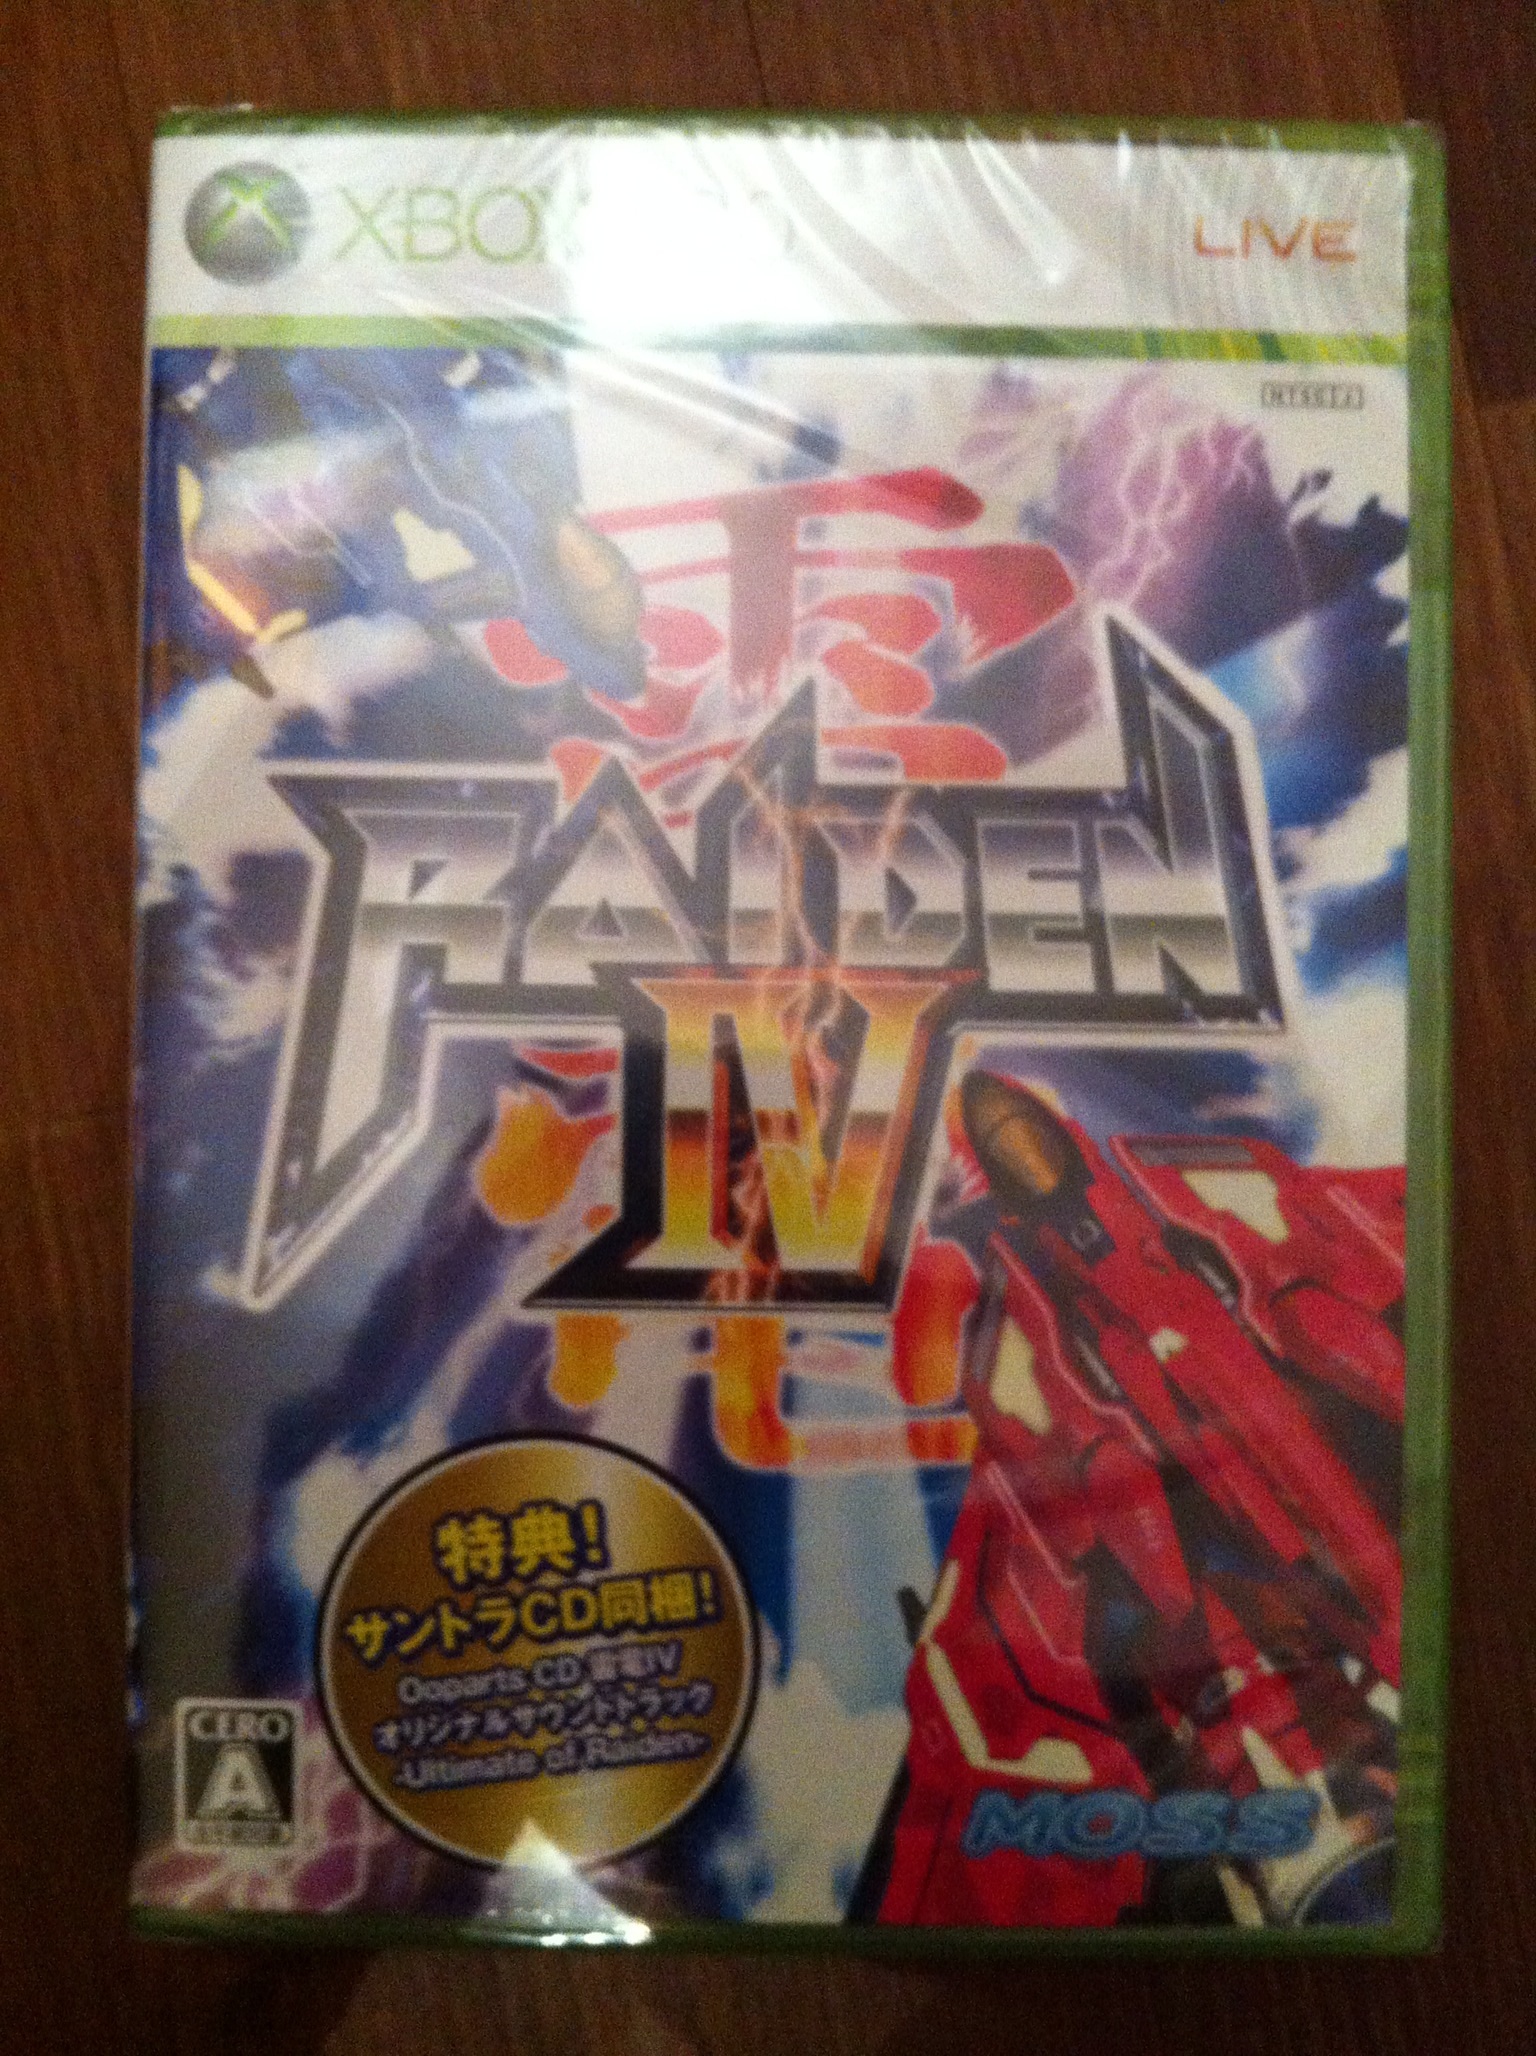 XBOX
LIVE
NTSC-J
RAIDEN
IV
特典!
サントラCD同梱!
Ooparts CD 雷電IV
オリジナルサウンドトラック
-Ultimate of Raiden-
CERO
A
MOSS